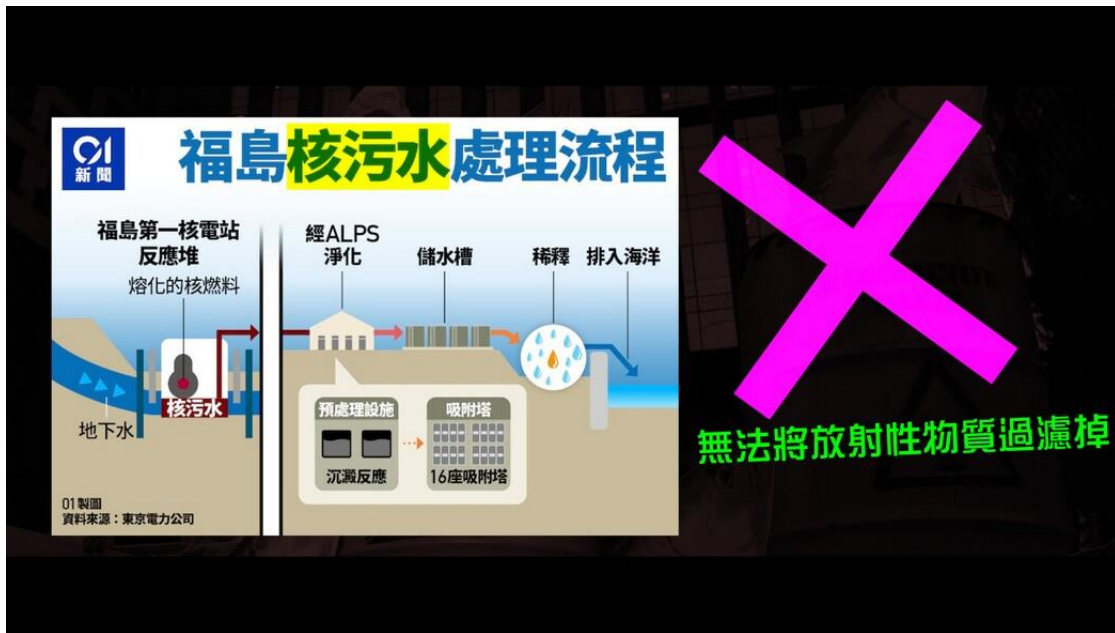 01
新聞
福島核污水處理流程
福島第一核電站
反應堆
熔化的核燃料
核污水
地下水
經ALPS
淨化
儲水槽
稀釋
排入海洋
預處理設施
沉澱反應
吸附塔
16座吸附塔
01製圖
資料來源：東京電力公司
無法將放射性物質過濾掉